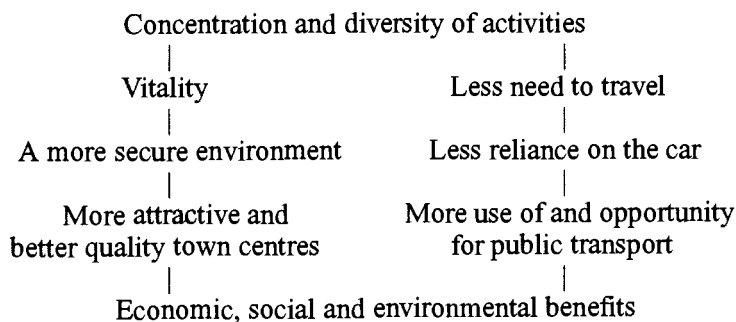 Concentration and diversity of activities
Vitality
Less need to travel
A more secure environment
Less reliance on the car
More attractive and
better quality town centres
More use of and opportunity
for public transport
Economic, social and environmental benefits